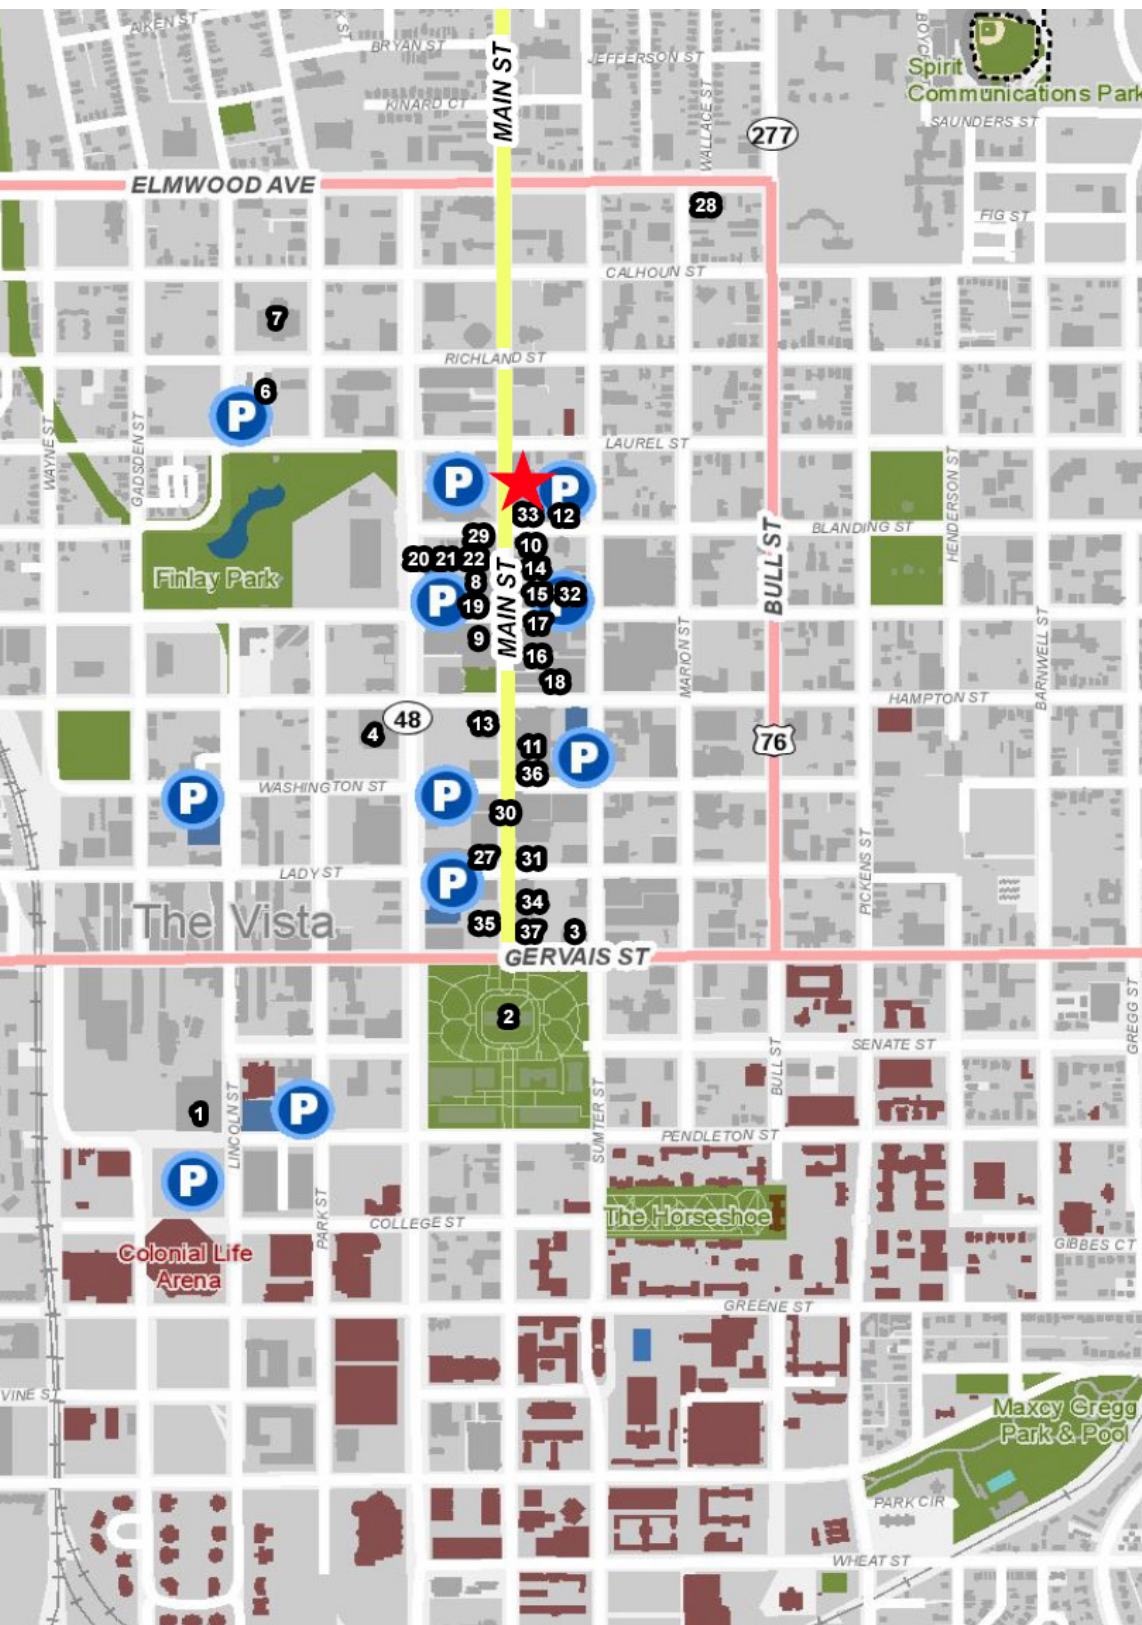 AIKEN ST
BRYAN ST
KINARD CT
MAIN ST
JEFFERSON ST
WALLACE ST
277
Spirit
Communications Park
SAUNDERS ST
ELMWOOD AVE
28
FIG ST
CALHOUN ST
7
RICHLAND ST
6
P
WAYNE ST
GADSDEN ST
LAUREL ST
P
P
33
12
HENDERSON ST
BLANDING ST
BULL ST
29
10
20
21
22
14
Finlay Park
8
P
19
15
32
MAIN ST
17
9
16
MARION ST
BARNWELL ST
18
HAMPTON ST
48
13
4
11
P
76
36
WASHINGTON ST
P
P
30
27
31
LADY ST
P
PICKENS ST
34
The Vista
35
37
3
GERVAIS ST
2
GREGG ST
SENATE ST
BULL ST
1
P
LINCOLN ST
SUMTER ST
PENDLETON ST
P
PARK ST
COLLEGE ST
The Horseshoe
GIBBES CT
Colonial Life
Arena
GREENE ST
VINE ST
Maxcy Gregg
Park & Pool
PARK CIR
WHEAT ST